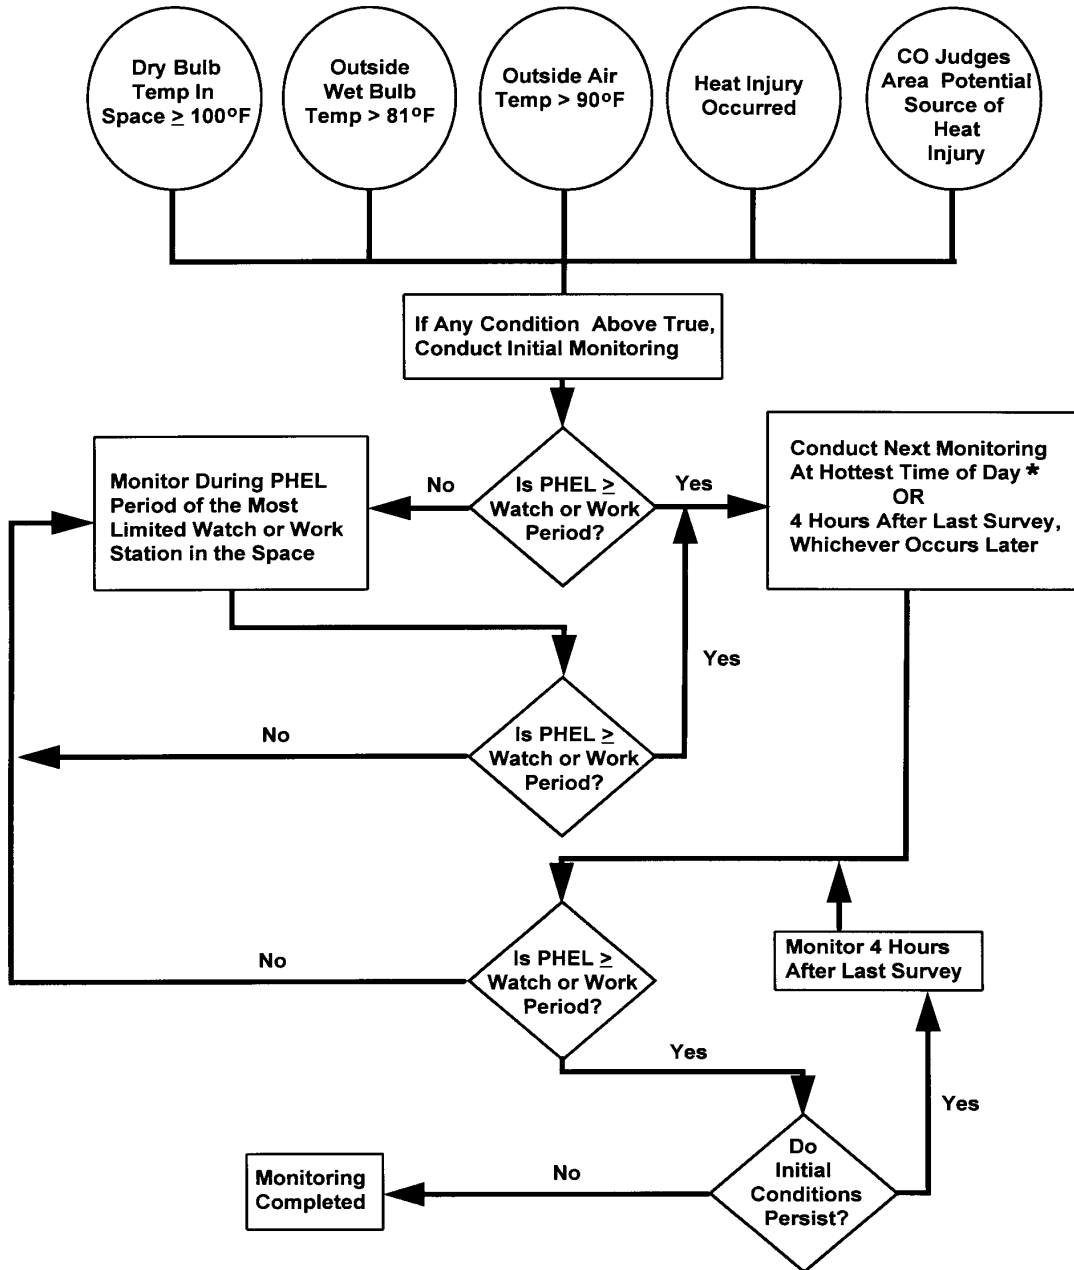 Dry Bulb
Temp In
Space ≥ 100ºF
Outside
Wet Bulb
Temp > 81ºF
Outside Air
Temp > 90ºF
Heat Injury
Occurred
CO Judges
Area Potential
Source of
Heat
Injury
If Any Condition Above True,
Conduct Initial Monitoring
Monitor During PHEL
Period of the Most
Limited Watch or Work
Station in the Space
No
Is PHEL ≥
Watch or Work
Period?
Yes
Conduct Next Monitoring
At Hottest Time of Day *
OR
4 Hours After Last Survey,
Whichever Occurs Later
No
Is PHEL ≥
Watch or Work
Period?
Yes
No
Is PHEL ≥
Watch or Work
Period?
Monitor 4 Hours
After Last Survey
Yes
Yes
Do
Initial
Conditions
Persist?
No
Monitoring
Completed